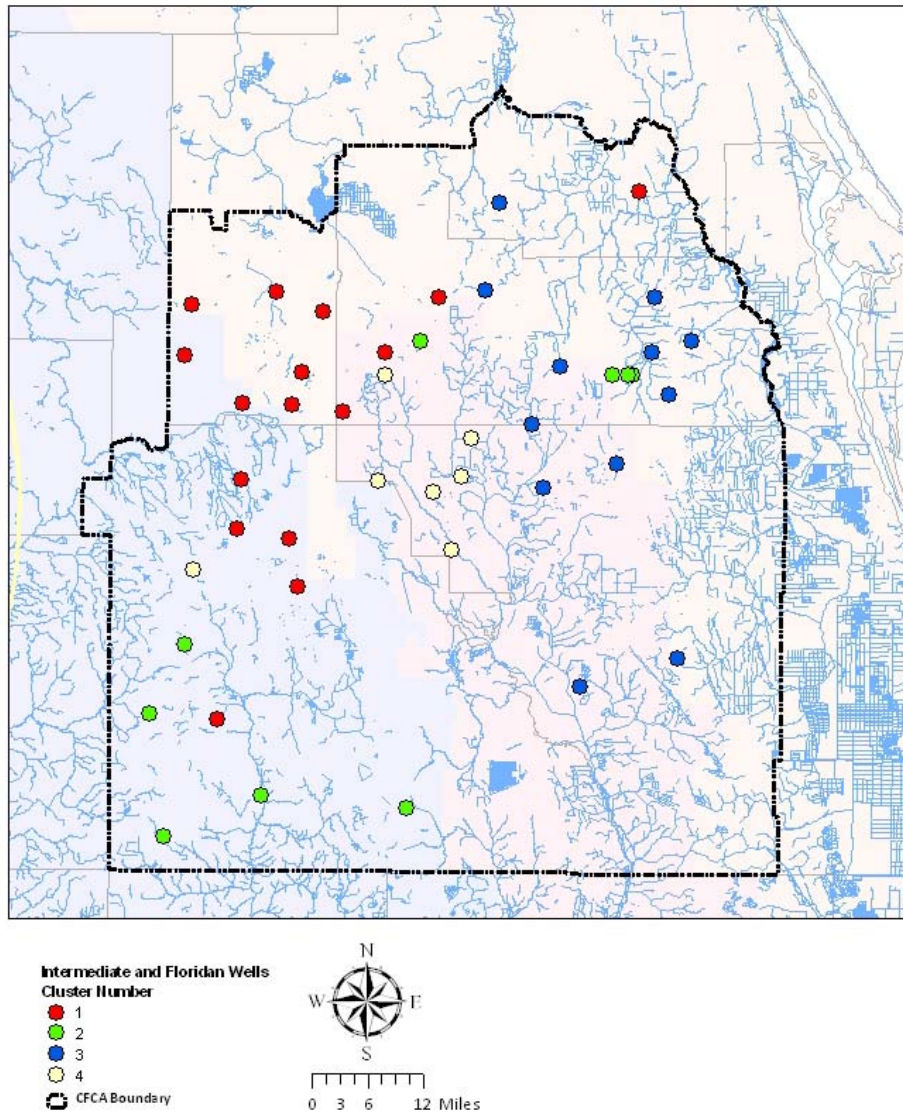 Intermediate and Floridan Wells
Cluster Number
1
2
3
4
CFCA Boundary
N
W E
S
0 3 6 12 Miles